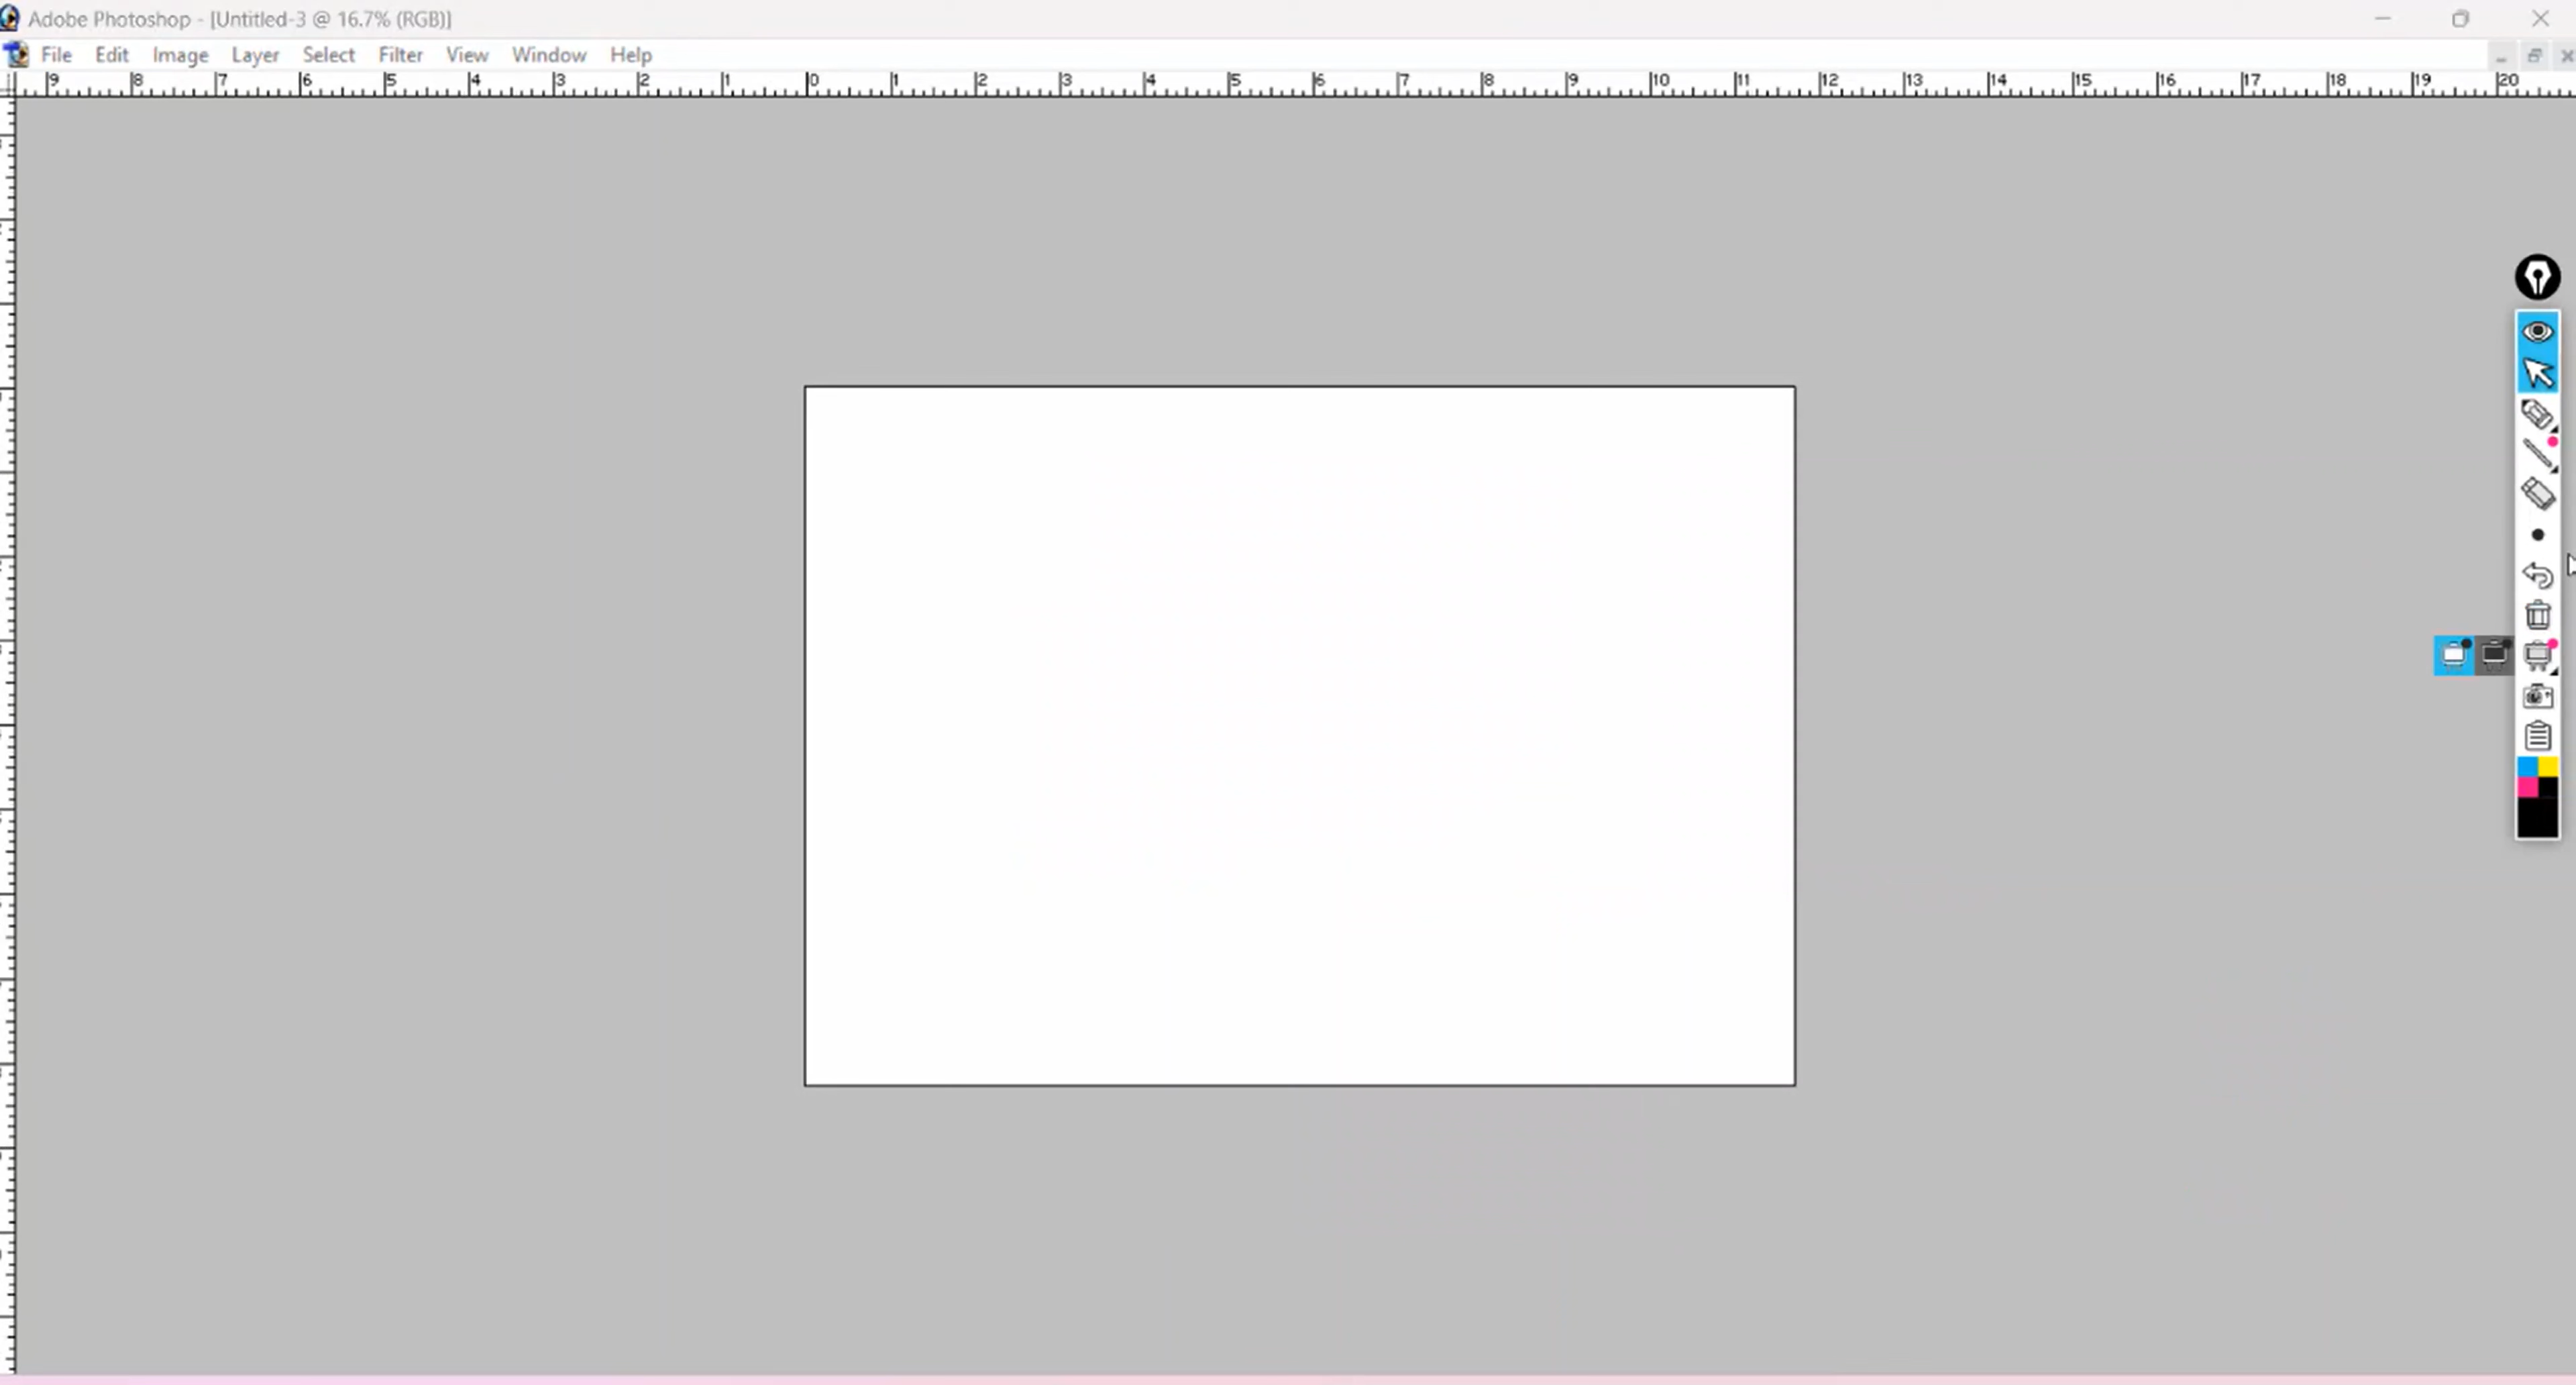 Adobe Photoshop - [Untitled-3 @ 16.7% (RGB)]
File Edit Image Layer Select Filter View Window Help
9 8 7 6 5 4 3 2 1 0 1 2 3 4 5 6 7 8 9 10 11 12 13 14 15 16 17 18 19 20